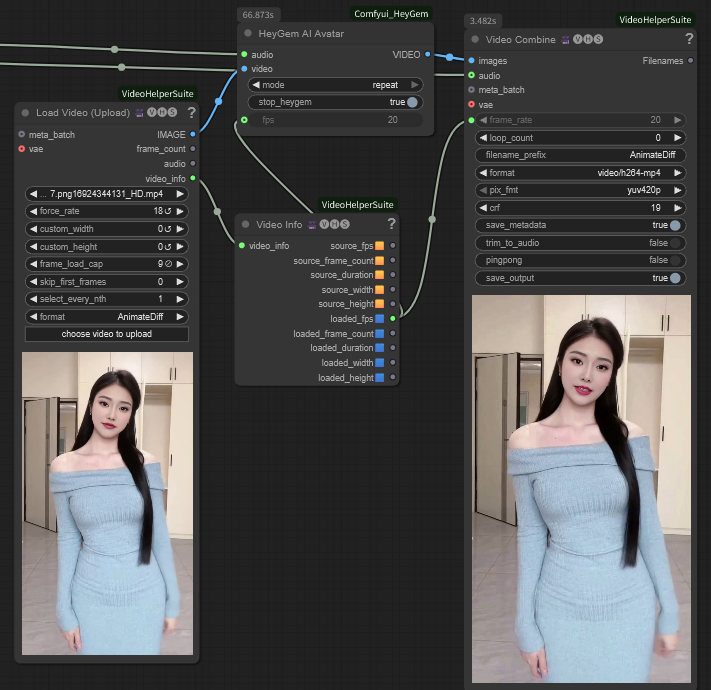 66.873s
Comfyui_HeyGem
HeyGem AI Avatar
audio
VIDEO
video
mode
repeat
stop_heygem
true
fps
20
3.482s
VideoHelperSuite
Video Combine VHS
?
images
Filenames
audio
meta_batch
vae
frame_rate
20
loop_count
0
filename_prefix
AnimateDiff
format
video/h264-mp4
pix_fmt
yuv420p
crf
19
save_metadata
true
trim_to_audio
false
pingpong
false
save_output
true
VideoHelperSuite
Load Video (Upload) VHS
?
meta_batch
IMAGE
vae
frame_count
audio
video_info
... 7.png16924344131_HD.mp4
force_rate
18
custom_width
0
custom_height
0
frame_load_cap
9
skip_first_frames
0
select_every_nth
1
format
AnimateDiff
choose video to upload
VideoHelperSuite
Video Info VHS
?
video_info
source_fps
source_frame_count
source_duration
source_width
source_height
loaded_fps
loaded_frame_count
loaded_duration
loaded_width
loaded_height